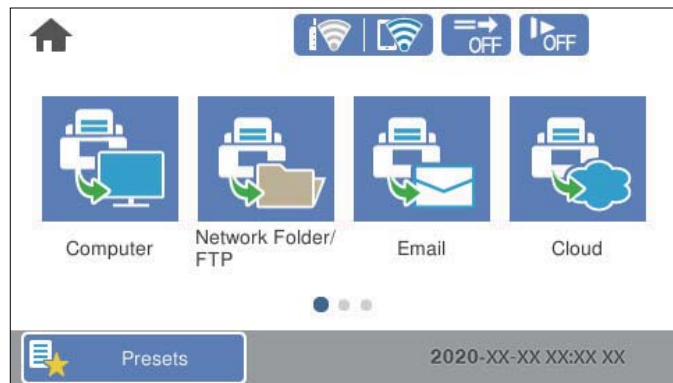 OFF
OFF
Computer
Network Folder/
FTP
Email
Cloud
Presets
2020-XX-XX XX:XX XX